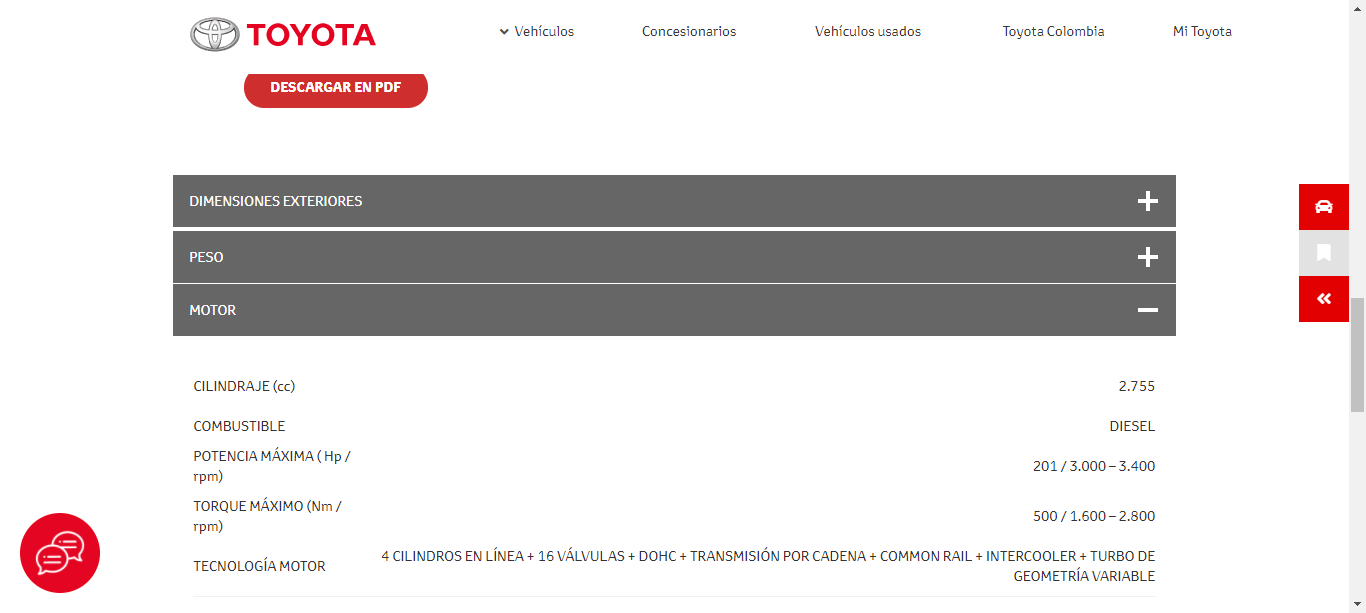 TOYOTA
Vehículos
Concesionarios
Vehículos usados
Toyota Colombia
Mi Toyota
DESCARGAR EN PDF
DIMENSIONES EXTERIORES
PESO
MOTOR
CILINDRAJE (cc)
2.755
COMBUSTIBLE
DIESEL
POTENCIA MÁXIMA ( Hp /
rpm)
201 / 3.000 – 3.400
TORQUE MÁXIMO (Nm /
rpm)
500 / 1.600 – 2.800
TECNOLOGÍA MOTOR
4 CILINDROS EN LÍNEA + 16 VÁLVULAS + DOHC + TRANSMISIÓN POR CADENA + COMMON RAIL + INTERCOOLER + TURBO DE
GEOMETRÍA VARIABLE